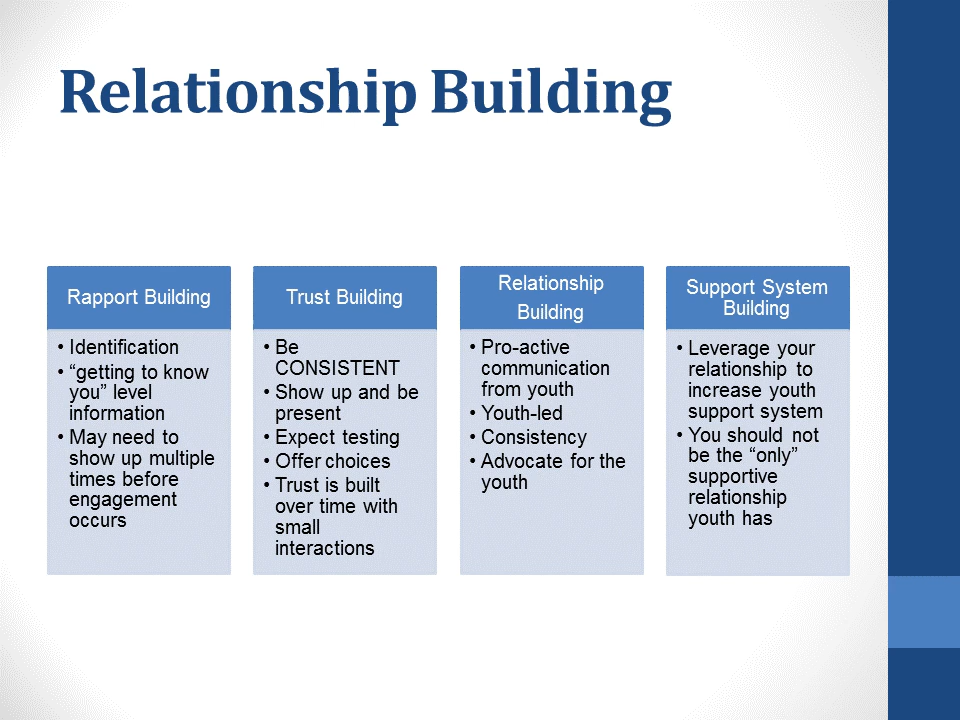 Relationship Building
Rapport Building
• Identification
• “getting to know
you” level
information
• May need to
show up multiple
times before
engagement
occurs
Trust Building
• Be
CONSISTENT
• Show up and be
present
• Expect testing
• Offer choices
• Trust is built
over time with
small
interactions
Relationship
Building
• Pro-active
communication
from youth
• Youth-led
• Consistency
• Advocate for the
youth
Support System
Building
• Leverage your
relationship to
increase youth
support system
• You should not
be the “only”
supportive
relationship
youth has